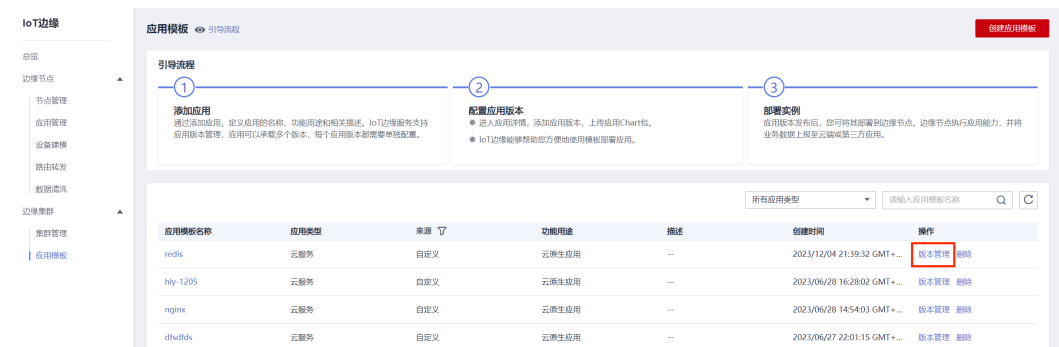 IoT边缘
总览
边缘节点
节点管理
应用管理
设备建模
路由转发
数据清洗
边缘集群
集群管理
应用模板
应用模板 引导流程
创建应用模板
引导流程
1
添加应用
通过添加应用，定义应用的名称、功能用途和相关描述。IoT边缘服务支持
应用版本管理，应用可以承载多个版本，每个应用版本都需要单独配置。
2
配置应用版本
进入应用详情，添加应用版本，上传应用Chart包。
IoT边缘能够帮助您方便地使用模板部署应用。
3
部署实例
应用版本发布后，您可将其部署到边缘节点。边缘节点执行应用能力，并将
业务数据上报至云端或第三方应用。
所有应用类型 请输入应用模板名称
应用模板名称 应用类型 来源 功能用途 描述 创建时间 操作
redis 云服务 自定义 云原生应用 -- 2023/12/04 21:39:32 GMT+... 版本管理 删除
hly-1205 云服务 自定义 云原生应用 -- 2023/06/28 16:28:02 GMT+... 版本管理 删除
nginx 云服务 自定义 云原生应用 -- 2023/06/28 14:54:03 GMT+... 版本管理 删除
dfsdfds 云服务 自定义 云原生应用 -- 2023/06/27 22:01:15 GMT+... 版本管理 删除